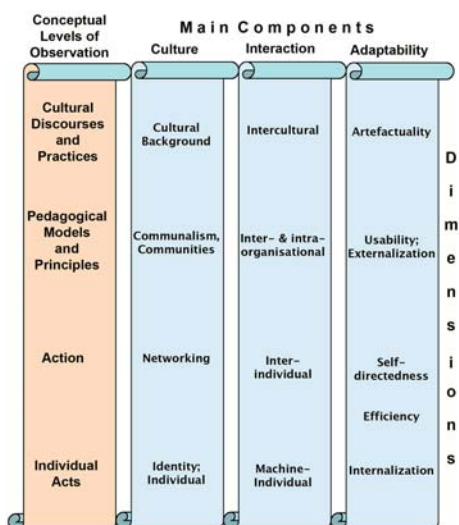 Conceptual
Levels of
Observation
Main Components
Culture
Interaction
Adaptability
Cultural
Discourses
and
Practices
Cultural
Background
Intercultural
Artefactuality
Pedagogical
Models
and
Principles
Communalism,
Communities
Inter- & intra-
organisational
Usability;
Externalization
Action
Networking
Inter-
individual
Self-
directedness
Efficiency
Individual
Acts
Identity;
Individual
Machine-
Individual
Internalization
Dimensions